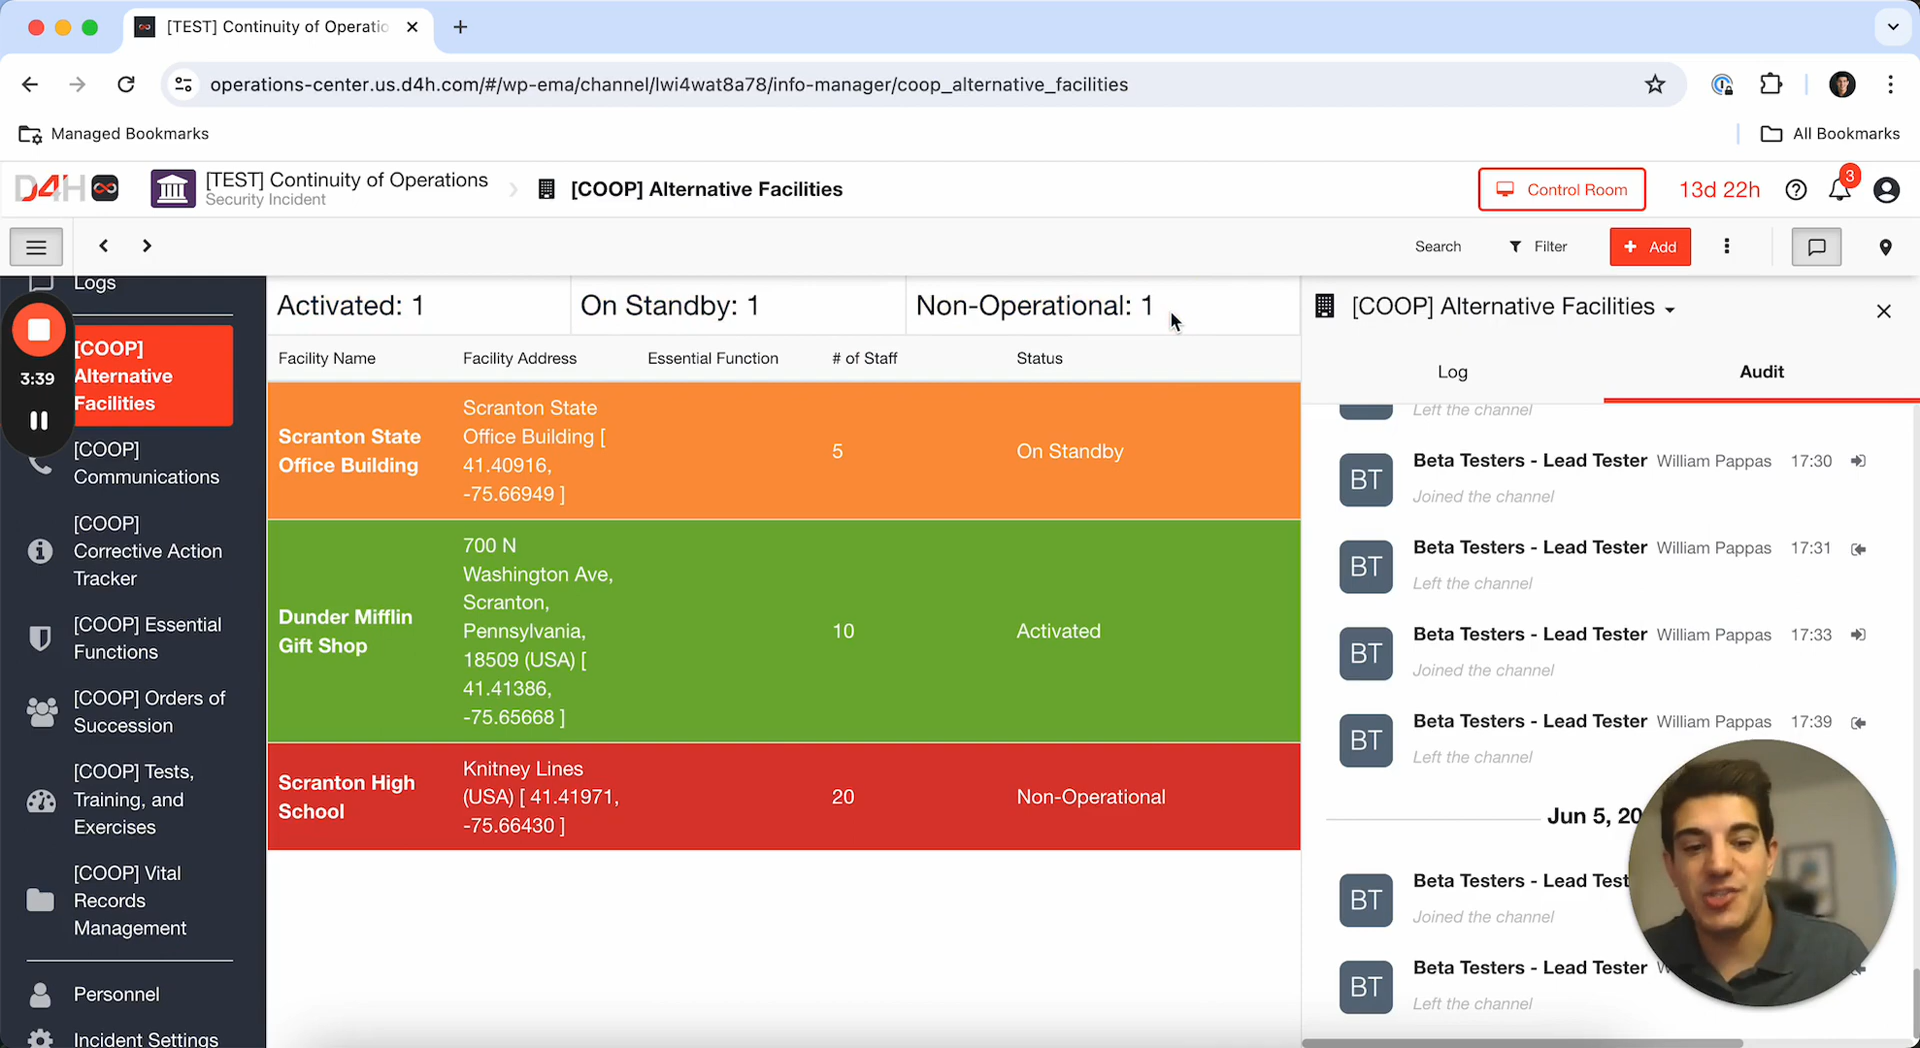 [TEST] Continuity of Operatio
operations-center.us.d4h.com/#/wp-ema/channel/lwi4wat8a78/info-manager/coop_alternative_facilities
Managed Bookmarks
All Bookmarks
D4H
[TEST] Continuity of Operations
Security Incident
[COOP] Alternative Facilities
Control Room
13d 22h
3
Search
Filter
+ Add
Logs
3:39
[COOP]
Alternative
Facilities
[COOP]
Communications
[COOP]
Corrective Action
Tracker
[COOP] Essential
Functions
[COOP] Orders of
Succession
[COOP] Tests,
Training, and
Exercises
[COOP] Vital
Records
Management
Personnel
Incident Settings
Activated: 1
On Standby: 1
Non-Operational: 1
Facility Name
Facility Address
Essential Function
# of Staff
Status
Scranton State
Office Building
Scranton State
Office Building [
41.40916,
-75.66949 ]
5
On Standby
Dunder Mifflin
Gift Shop
700 N
Washington Ave,
Scranton,
Pennsylvania,
18509 (USA) [
41.41386,
-75.65668 ]
10
Activated
Scranton High
School
Knitney Lines
(USA) [ 41.41971,
-75.66430 ]
20
Non-Operational
[COOP] Alternative Facilities
Log
Audit
Left the channel
BT
Beta Testers - Lead Tester William Pappas 17:30
Joined the channel
BT
Beta Testers - Lead Tester William Pappas 17:31
Left the channel
BT
Beta Testers - Lead Tester William Pappas 17:33
Joined the channel
BT
Beta Testers - Lead Tester William Pappas 17:39
Left the channel
Jun 5, 20
BT
Beta Testers - Lead Test
Joined the channel
BT
Beta Testers - Lead Tester
Left the channel